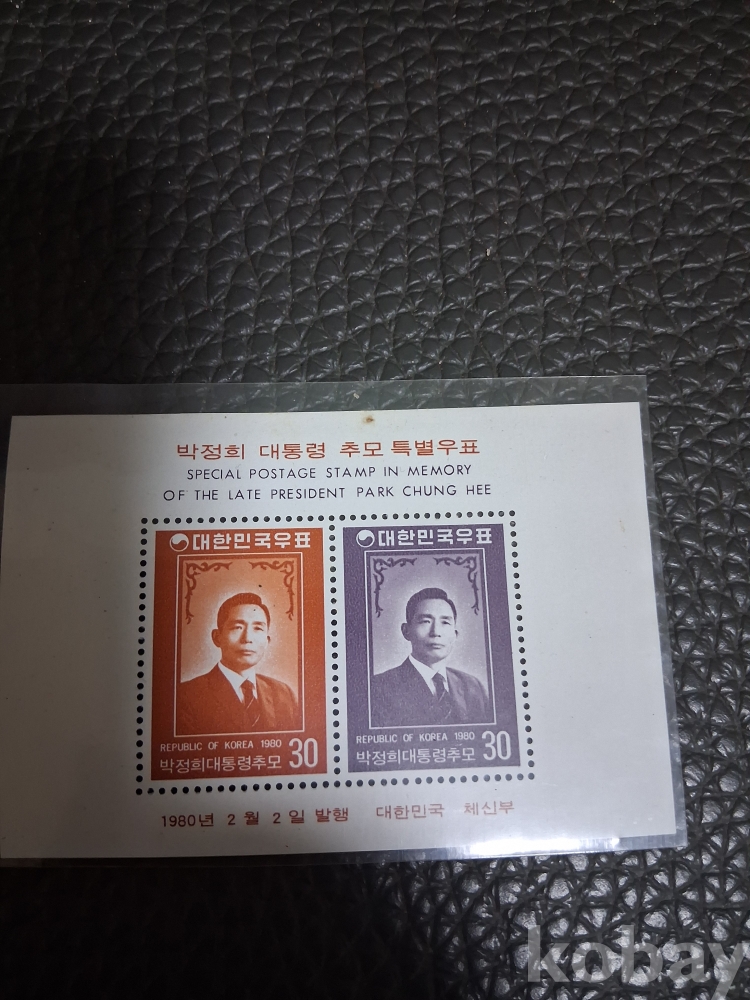 박정희 대통령 추모 특별우표
SPECIAL POSTAGE STAMP IN MEMORY
OF THE LATE PRESIDENT PARK CHUNG HEE
대한민국우표
REPUBLIC OF KOREA 1980
박정희대통령추모
30
대한민국우표
REPUBLIC OF KOREA 1980
박정희대통령추모
30
1980년 2월 2일 발행 대한민국 체신부
kobay